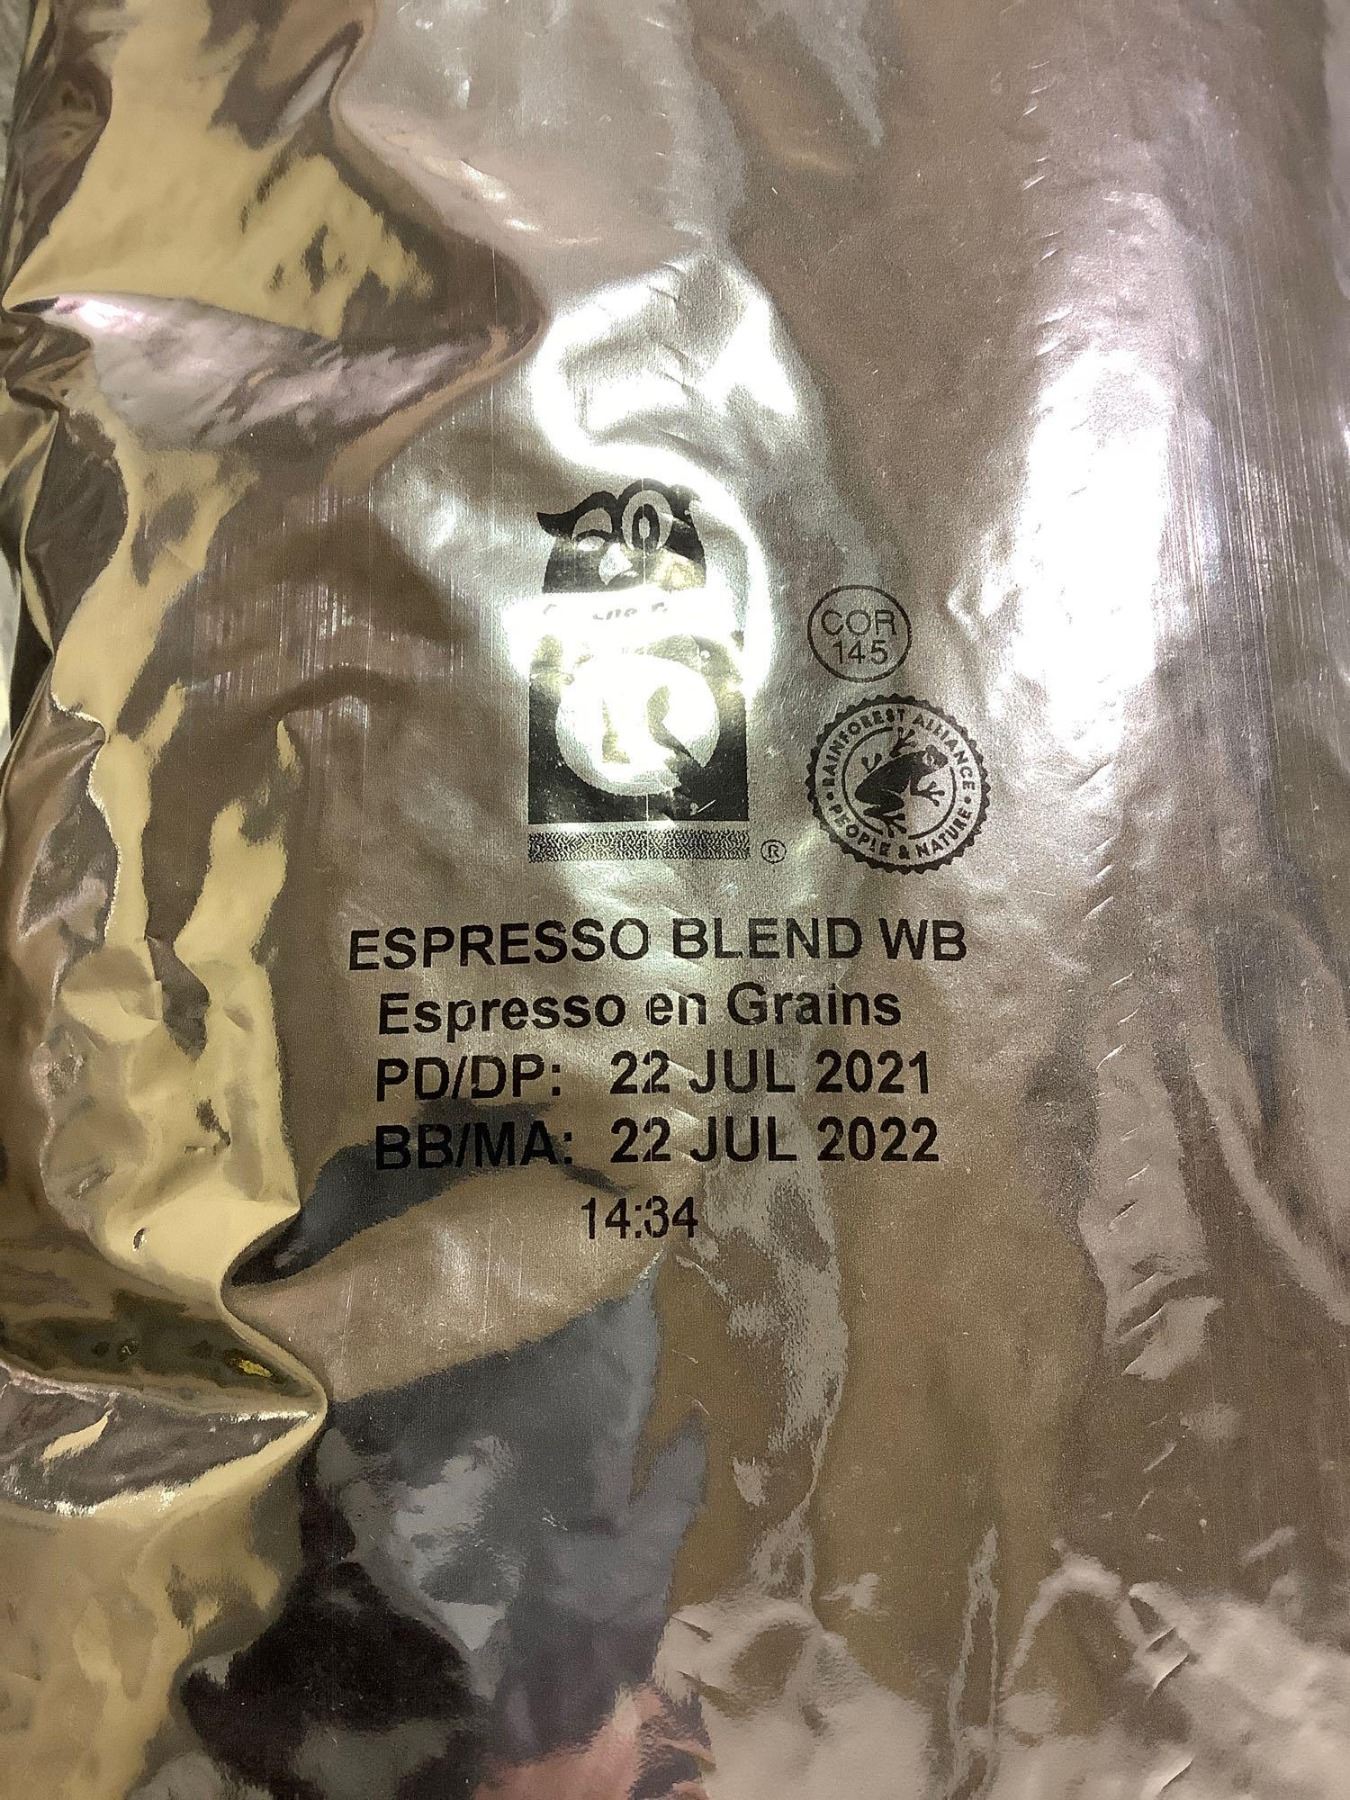 COR
145
RAINFOREST ALLIANCE
PEOPLE & NATURE
®
ESPRESSO BLEND WB
Espresso en Grains
PD/DP: 22 JUL 2021
BB/MA: 22 JUL 2022
14:34